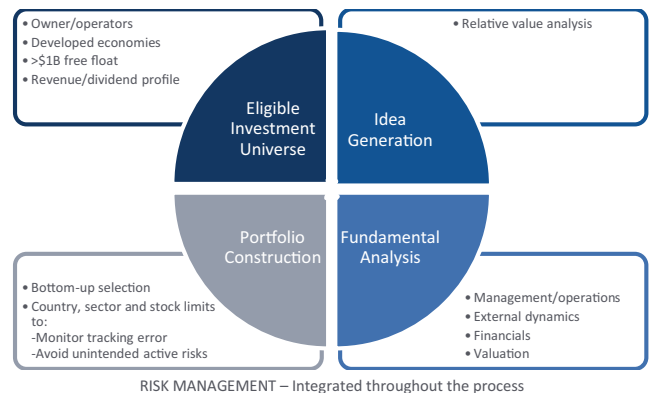 • Owner/operators
• Developed economies
• >$1B free float
• Revenue/dividend profile
• Relative value analysis
Eligible
Investment
Universe
Idea
Generation
Portfolio
Construction
Fundamental
Analysis
• Bottom-up selection
• Country, sector and stock limits
to:
-Monitor tracking error
-Avoid unintended active risks
• Management/operations
• External dynamics
• Financials
• Valuation
RISK MANAGEMENT – Integrated throughout the process